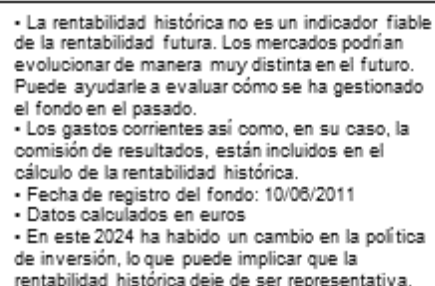 • La rentabilidad histórica no es un indicador fiable
de la rentabilidad futura. Los mercados podrían
evolucionar de manera muy distinta en el futuro.
Puede ayudarle a evaluar cómo se ha gestionado
el fondo en el pasado.
• Los gastos corrientes así como, en su caso, la
comisión de resultados, están incluidos en el
cálculo de la rentabilidad histórica.
• Fecha de registro del fondo: 10/06/2011
• Datos calculados en euros
• En este 2024 ha habido un cambio en la política
de inversión, lo que puede implicar que la
rentabilidad histórica deje de ser representativa.